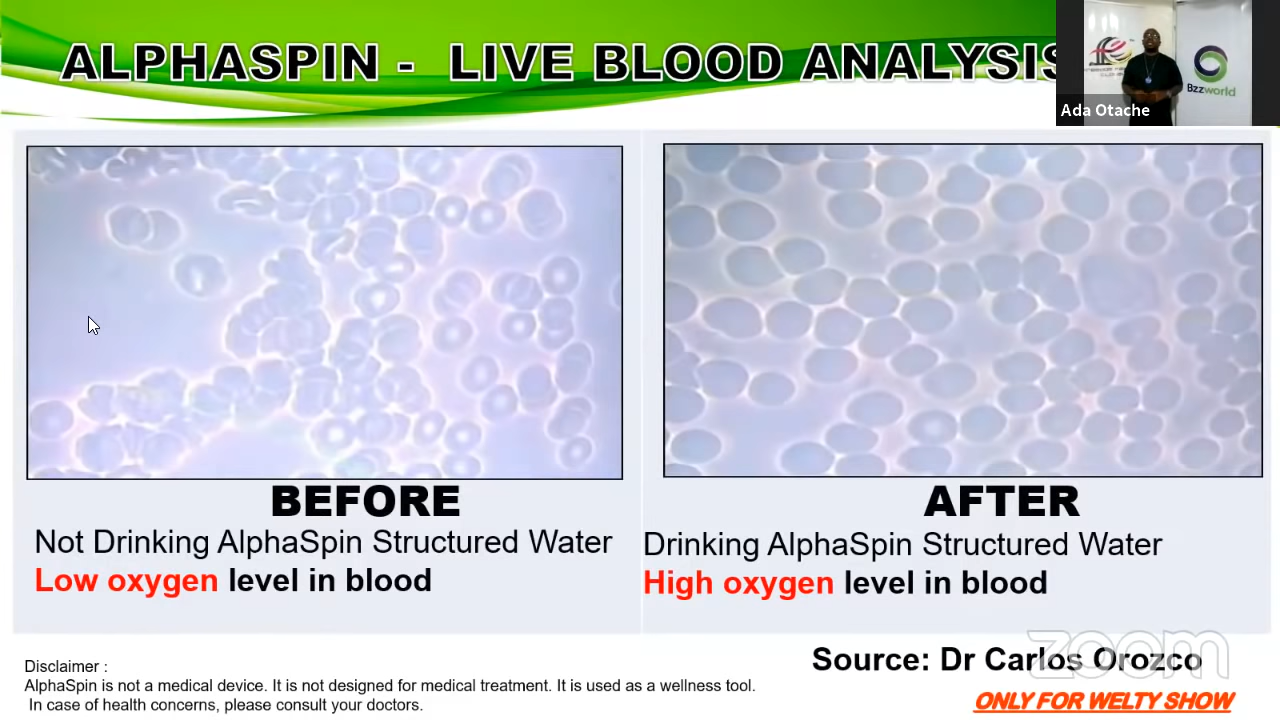 ALPHASPIN - LIVE BLOOD ANALYSIS
Bzzworld
Ada Otache
BEFORE
Not Drinking AlphaSpin Structured Water
Low oxygen level in blood
AFTER
Drinking AlphaSpin Structured Water
High oxygen level in blood
zoom
Source: Dr Carlos Orozco
ONLY FOR WELTY SHOW
Disclaimer :
AlphaSpin is not a medical device. It is not designed for medical treatment. It is used as a wellness tool.
In case of health concerns, please consult your doctors.